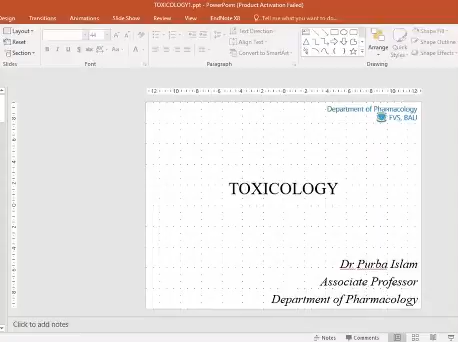 TOXICOLOGY1.ppt - PowerPoint (Product Activation Failed)
Design Transitions Animations Slide Show Review View EndNote X8 Tell me what you want to do...
Layout
Reset
Section
Slides
Font
Text Direction
Align Text
Convert to SmartArt
Paragraph
Arrange
Quick Styles
Shape Fill
Shape Outline
Shape Effects
Drawing
Department of Pharmacology
FVS, BAU
TOXICOLOGY
Dr Purba Islam
Associate Professor
Department of Pharmacology
Click to add notes
Notes Comments